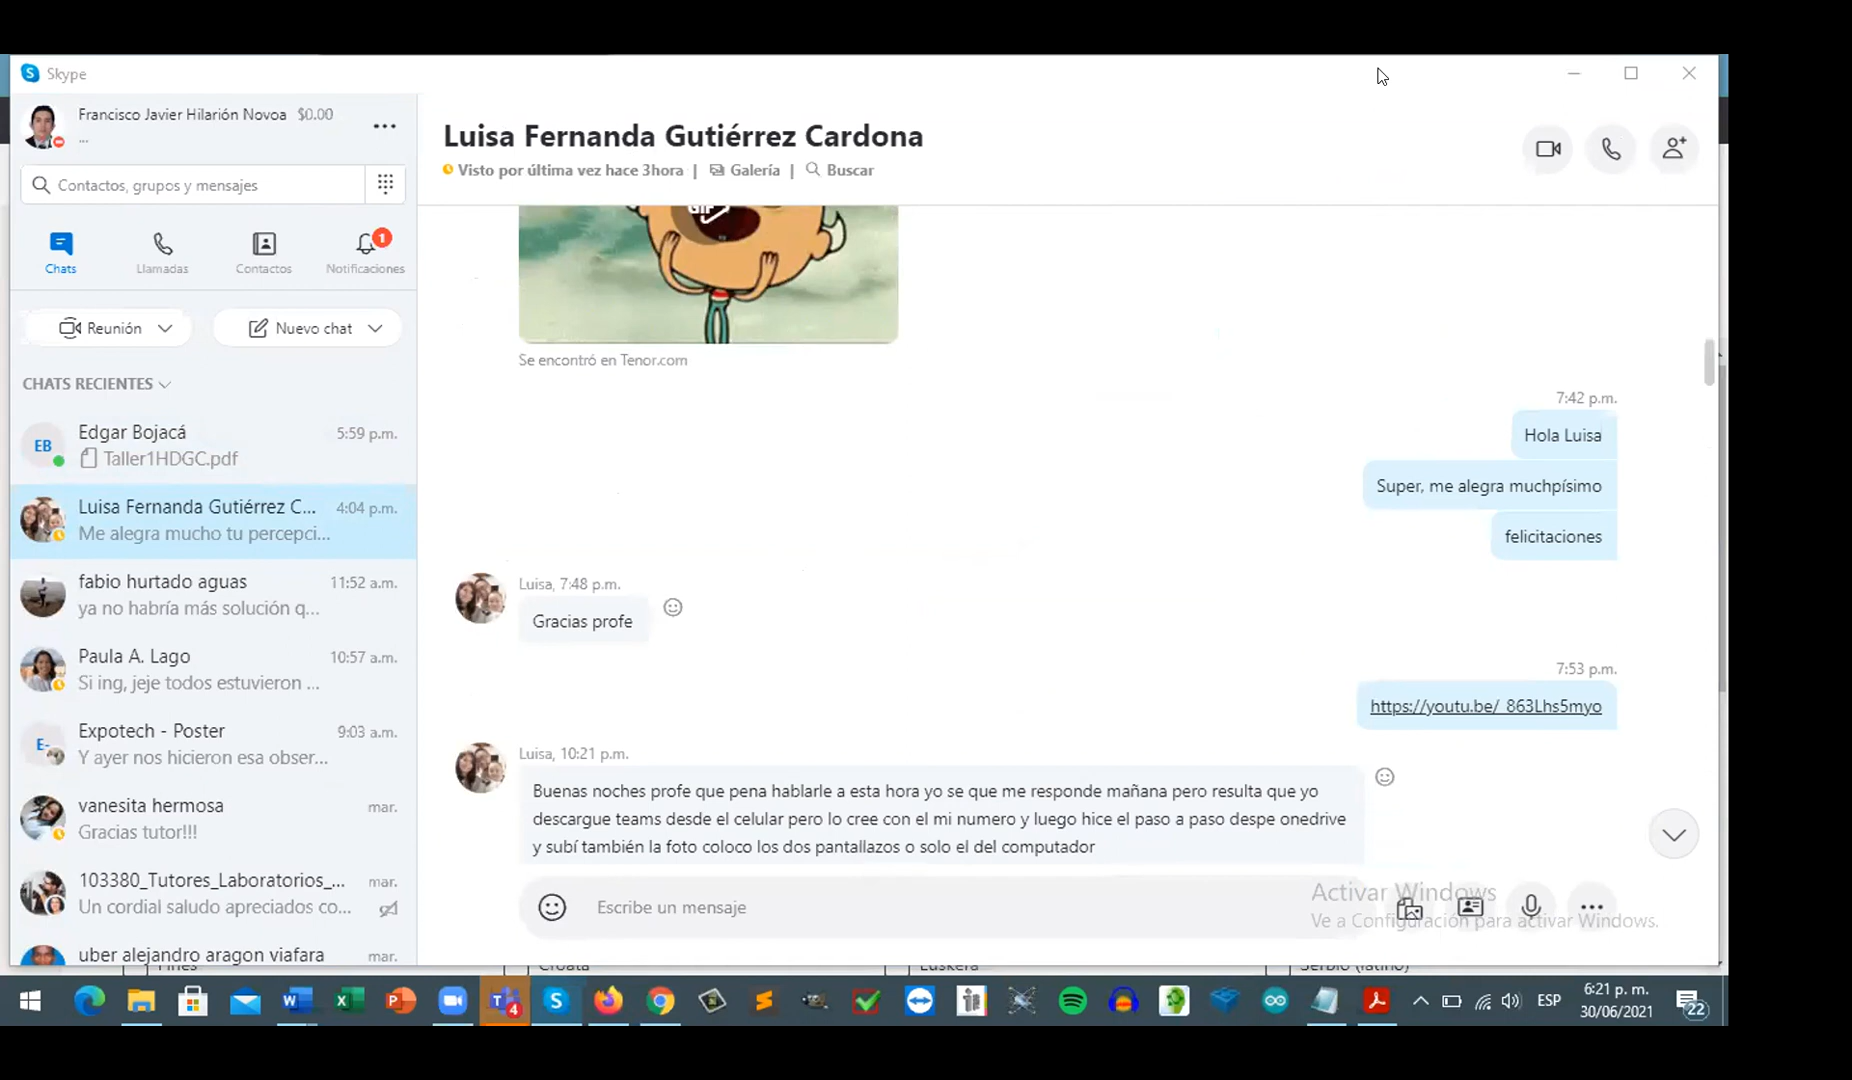 Skype
Francisco Javier Hilarión Novoa $0.00
...
Contactos, grupos y mensajes
Chats
Llamadas
Contactos
1
Notificaciones
Reunión
Nuevo chat
CHATS RECIENTES
EB
Edgar Bojacá 5:59 p.m.
Taller1HDGC.pdf
Luisa Fernanda Gutiérrez C... 4:04 p.m.
Me alegra mucho tu percepci...
fabio hurtado aguas 11:52 a.m.
ya no habría más solución q...
Paula A. Lago 10:57 a.m.
Si ing, jeje todos estuvieron ...
E-
Expotech - Poster 9:03 a.m.
Y ayer nos hicieron esa obser...
vanesita hermosa mar.
Gracias tutor!!!
103380_Tutores_Laboratorios_... mar.
Un cordial saludo apreciados co...
uber alejandro aragon viafara mar.
Luisa Fernanda Gutiérrez Cardona
Visto por última vez hace 3hora | Galería | Buscar
GIF
Se encontró en Tenor.com
7:42 p.m.
Hola Luisa
Super, me alegra muchpísimo
felicitaciones
Luisa, 7:48 p.m.
Gracias profe
7:53 p.m.
https://youtu.be/_863Lhs5myo
Luisa, 10:21 p.m.
Buenas noches profe que pena hablarle a esta hora yo se que me responde mañana pero resulta que yo
descargue teams desde el celular pero lo cree con el mi numero y luego hice el paso a paso despe onedrive
y subí también la foto coloco los dos pantallazos o solo el del computador
Escribe un mensaje
Activar Windows
Ve a Configuración para activar Windows.
Croata
Euskera
Serbio (latino)
4
ESP
6:21 p. m.
30/06/2021
22